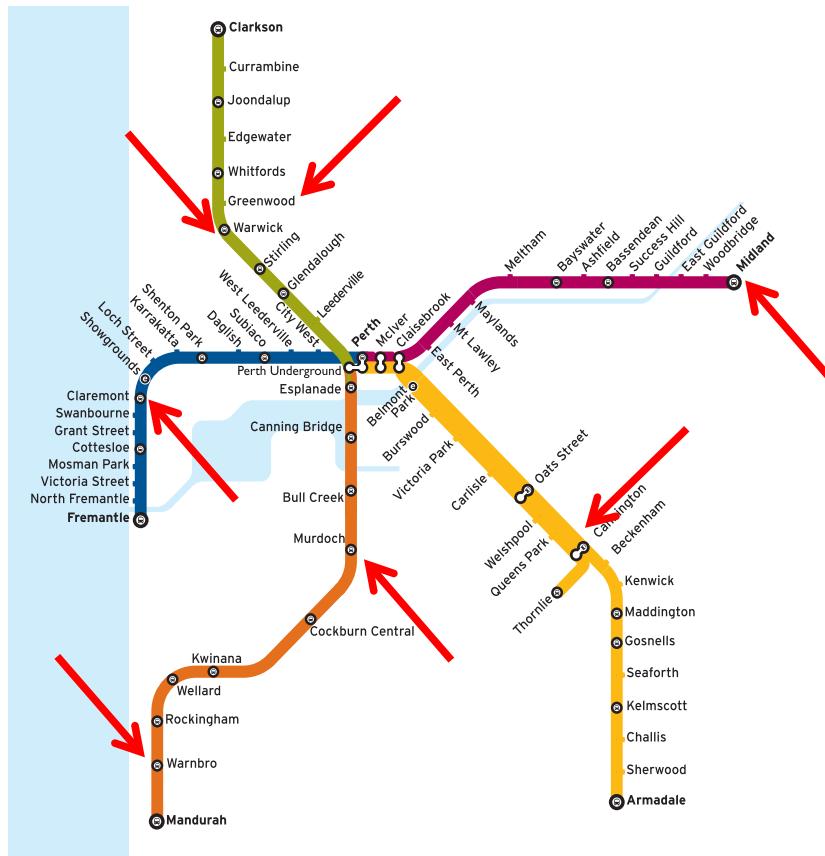 Clarkson
Currambine
Joondalup
Edgewater
Whitfords
Greenwood
Warwick
Stirling
Glendalough
Leederville
Perth
McIver
Claisebrook
Meltham
Bayswater
Ashfield
Bassendean
Success Hill
Guildford
East Guildford
Woodbridge
Midland
Maylands
Mt Lawley
East Perth
City West
West Leederville
Subiaco
Daglish
Shenton Park
Karrakatta
Loch Street
Showgrounds
Claremont
Swanbourne
Grant Street
Cottesloe
Mosman Park
Victoria Street
North Fremantle
Fremantle
Perth Underground
Esplanade
Canning Bridge
Bull Creek
Murdoch
Cockburn Central
Kwinana
Wellard
Rockingham
Warnbro
Mandurah
Belmont
Park
Burswood
Victoria Park
Carlisle
Oats Street
Welshpool
Queens Park
Cannington
Beckenham
Thornlie
Kenwick
Maddington
Gosnells
Seaforth
Kelmscott
Challis
Sherwood
Armadale